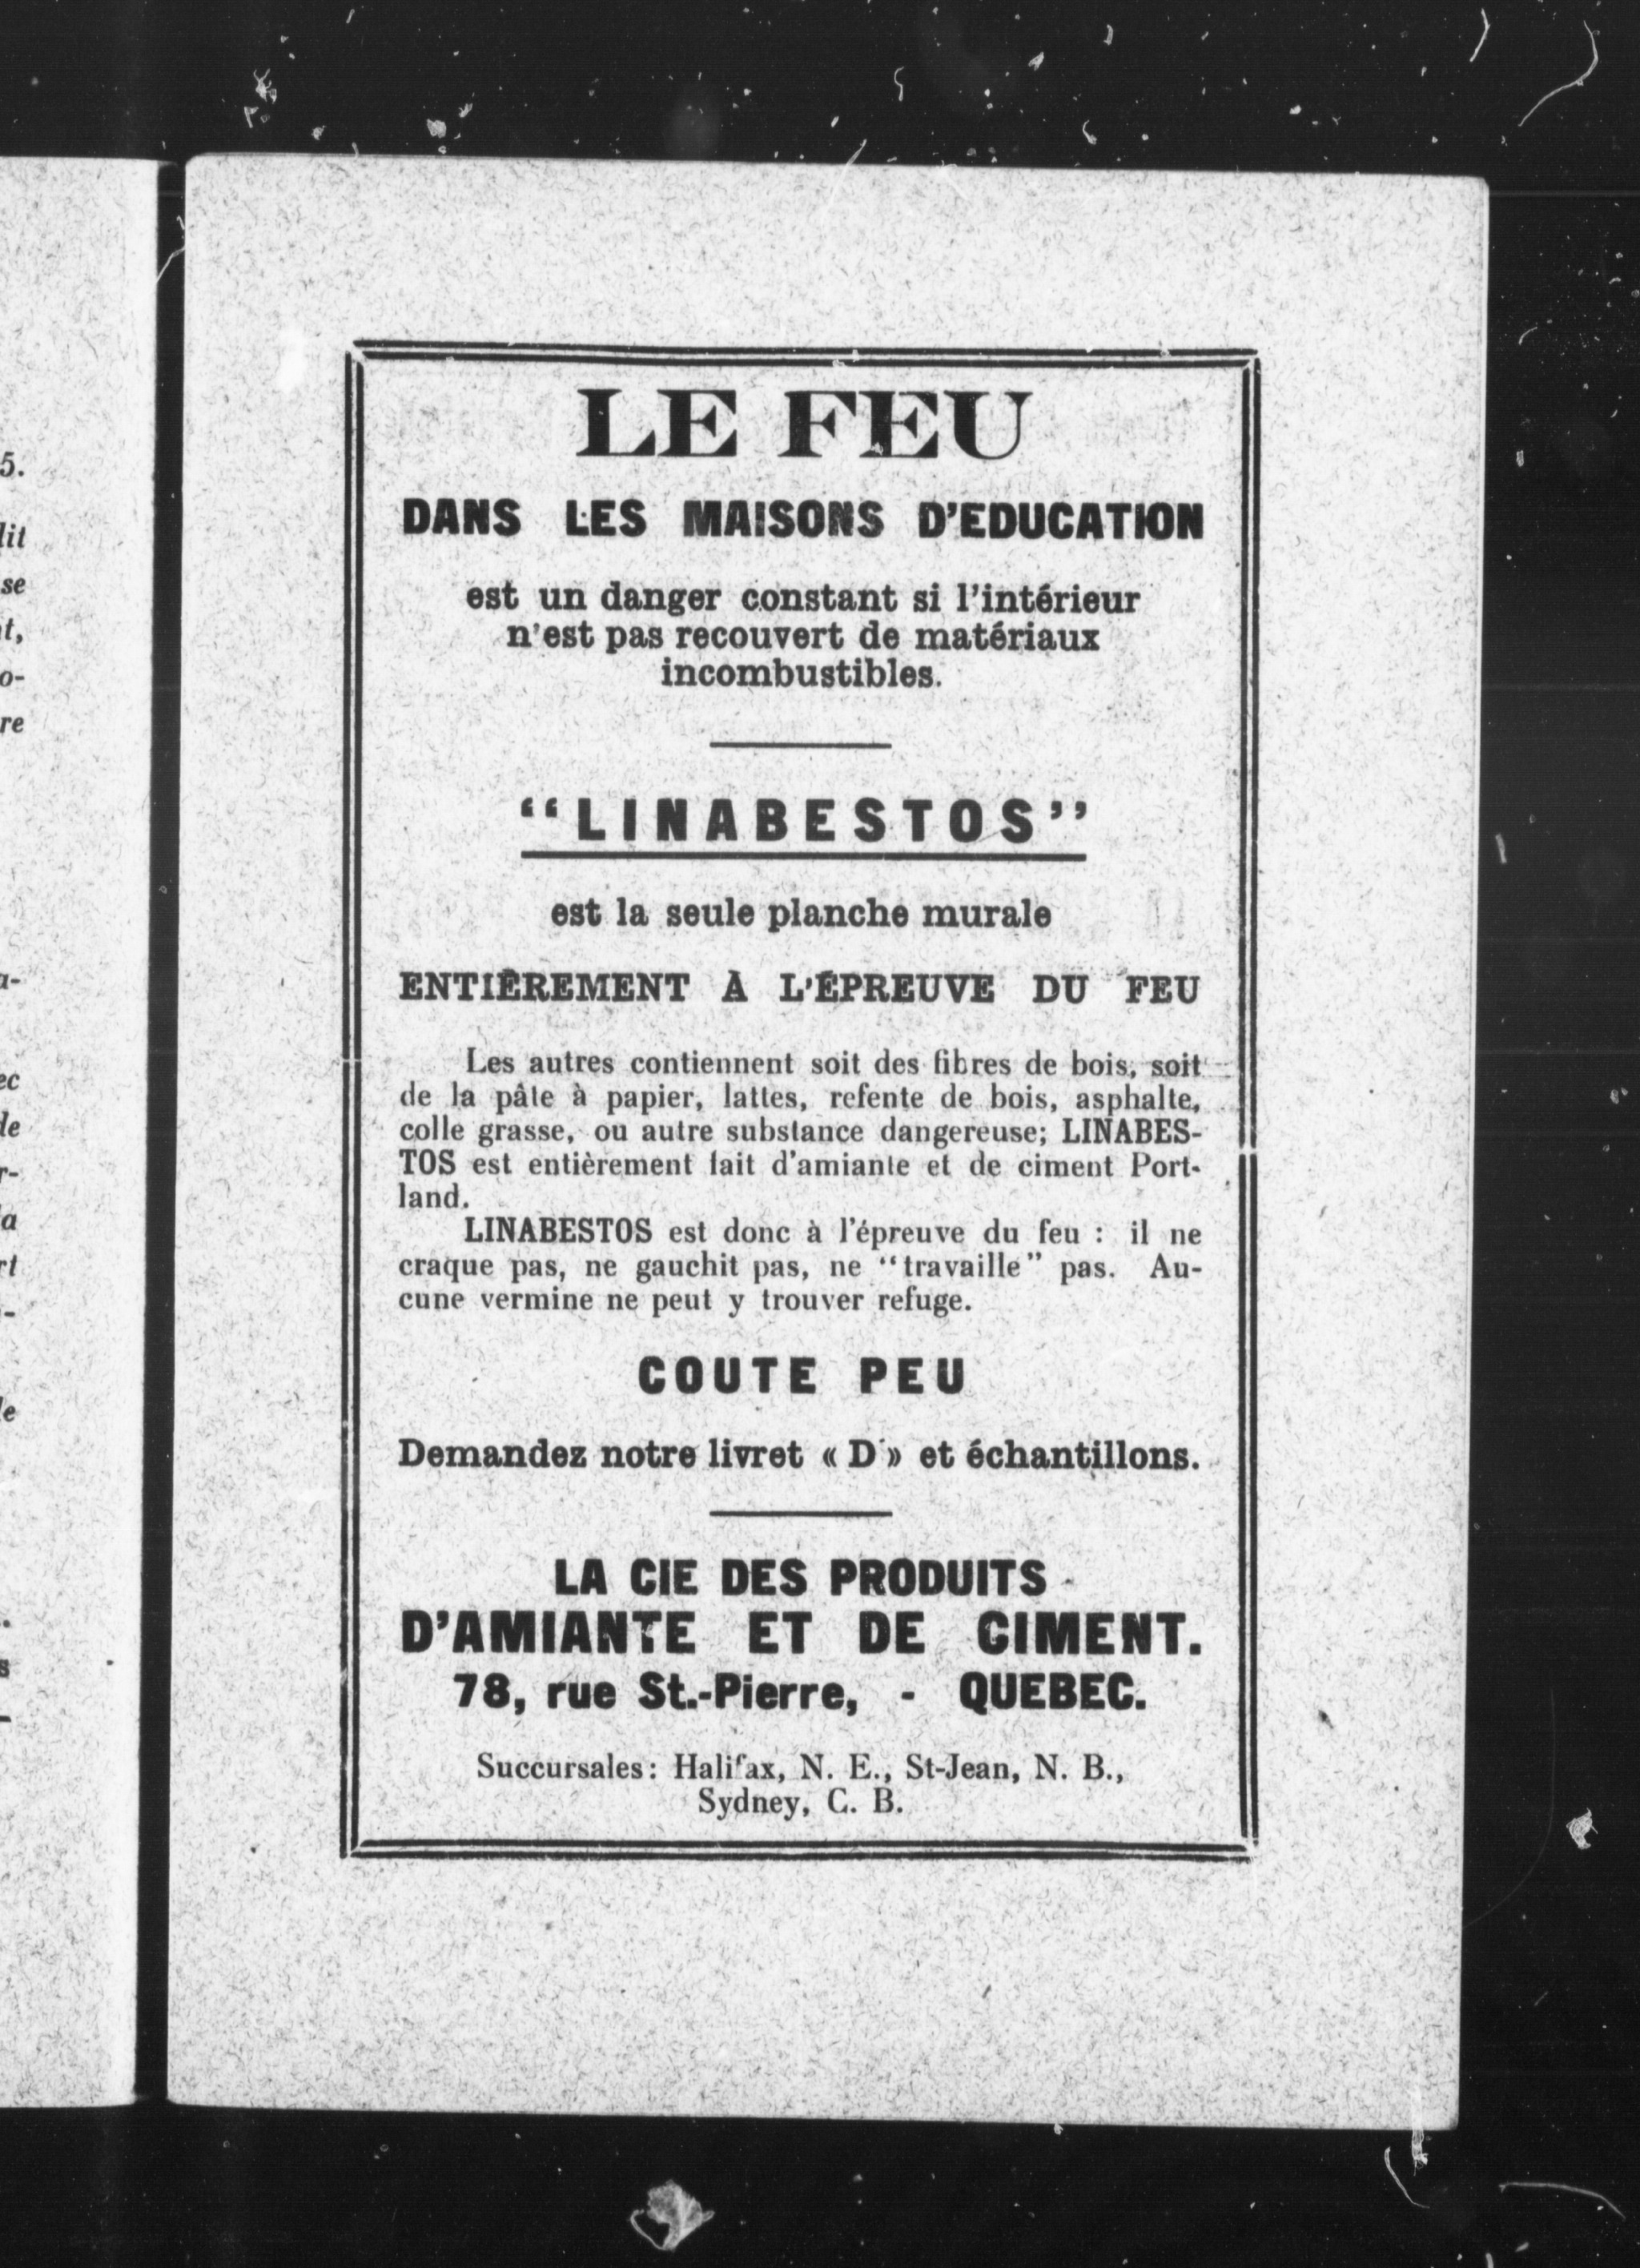 LE FEU
DANS LES MAISONS D'EDUCATION
est un danger constant si l'intérieur
n'est pas recouvert de matériaux
incombustibles.
“LINABESTOS”
est la seule planche murale
ENTIÈREMENT À L'ÉPREUVE DU FEU
Les autres contiennent soit des fibres de bois, soit
de la pâte à papier, lattes, refente de bois, asphalte,
colle grasse, ou autre substance dangereuse; LINABES-
TOS est entièrement fait d'amiante et de ciment Port-
land.
LINABESTOS est donc à l'épreuve du feu : il ne
craque pas, ne gauchit pas, ne “travaille” pas. Au-
cune vermine ne peut y trouver refuge.
COUTE PEU
Demandez notre livret « D » et échantillons.
LA CIE DES PRODUITS
D'AMIANTE ET DE CIMENT.
78, rue St.-Pierre, - QUEBEC.
Succursales: Halifax, N. E., St-Jean, N. B.,
Sydney, C. B.